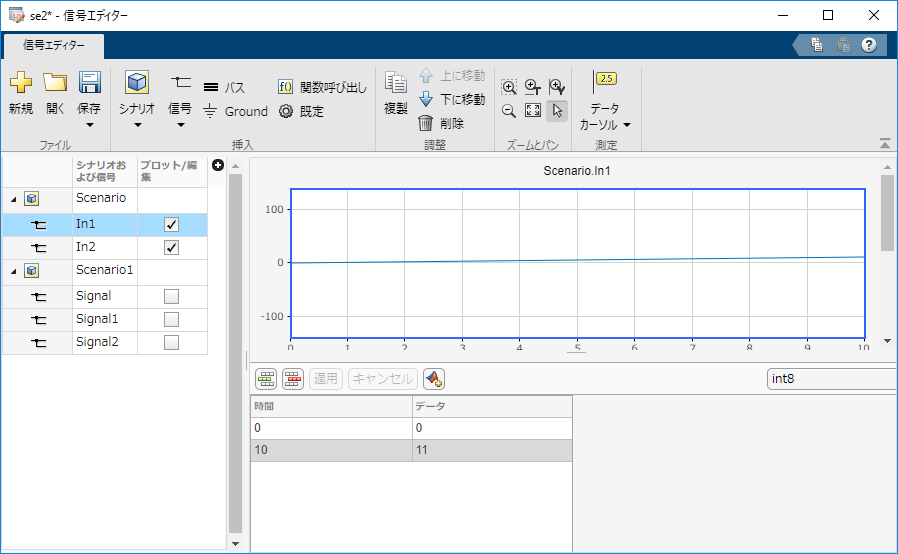 se2* - 信号エディター
信号エディター
新規
開く
保存
シナリオ
信号
バス
Ground
関数呼び出し
既定
複製
上に移動
下に移動
削除
2.5
データ
カーソル
ファイル
挿入
調整
ズームとパン
測定
シナリオお
よび信号
プロット/編
集
Scenario
In1
In2
Scenario1
Signal
Signal1
Signal2
Scenario.In1
100
0
-100
0 1 2 3 4 5 6 7 8 9 10
適用
キャンセル
int8
時間 データ
0 0
10 11